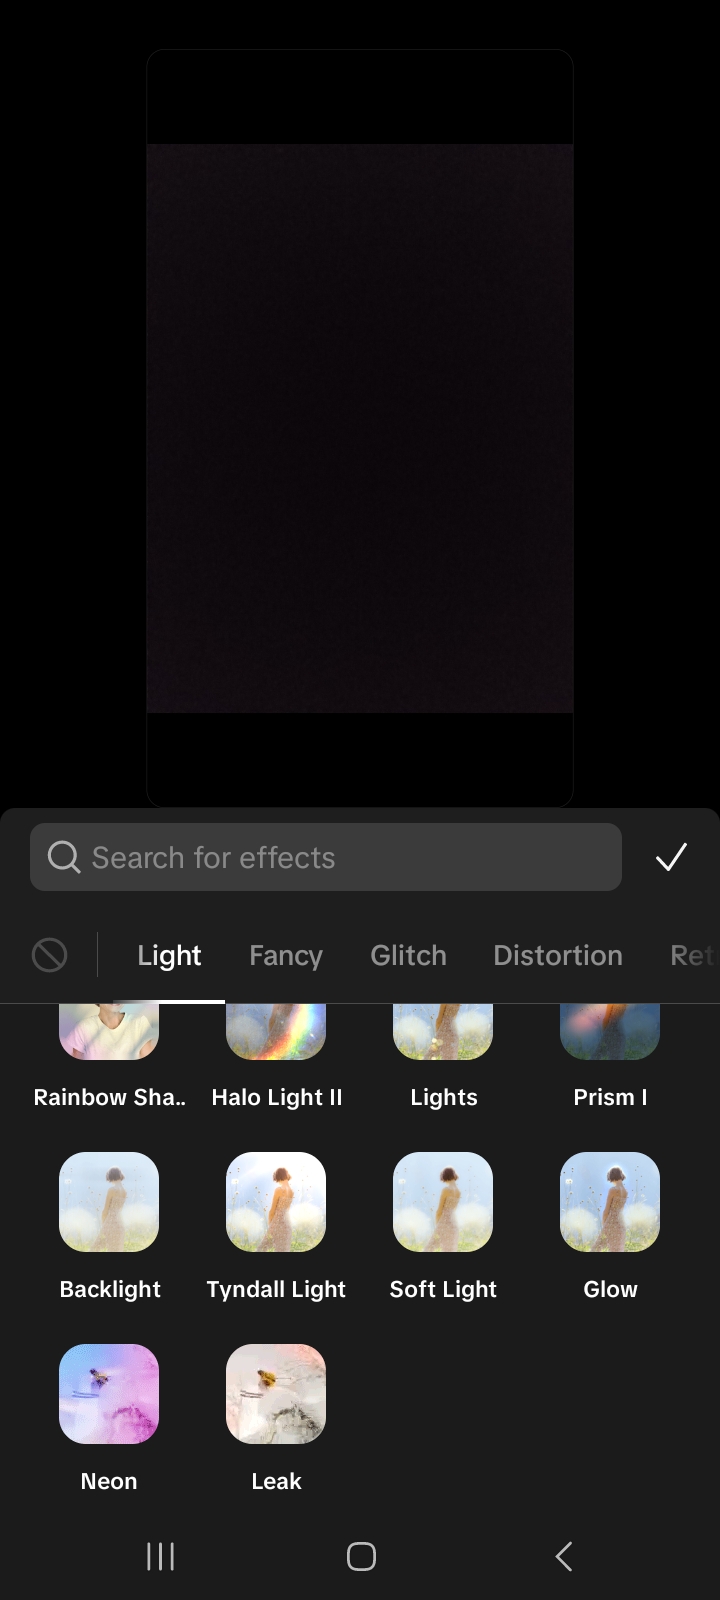 Search for effects
Light Fancy Glitch Distortion Ret
Rainbow Sha.. Halo Light II Lights Prism I
Backlight Tyndall Light Soft Light Glow
Neon Leak